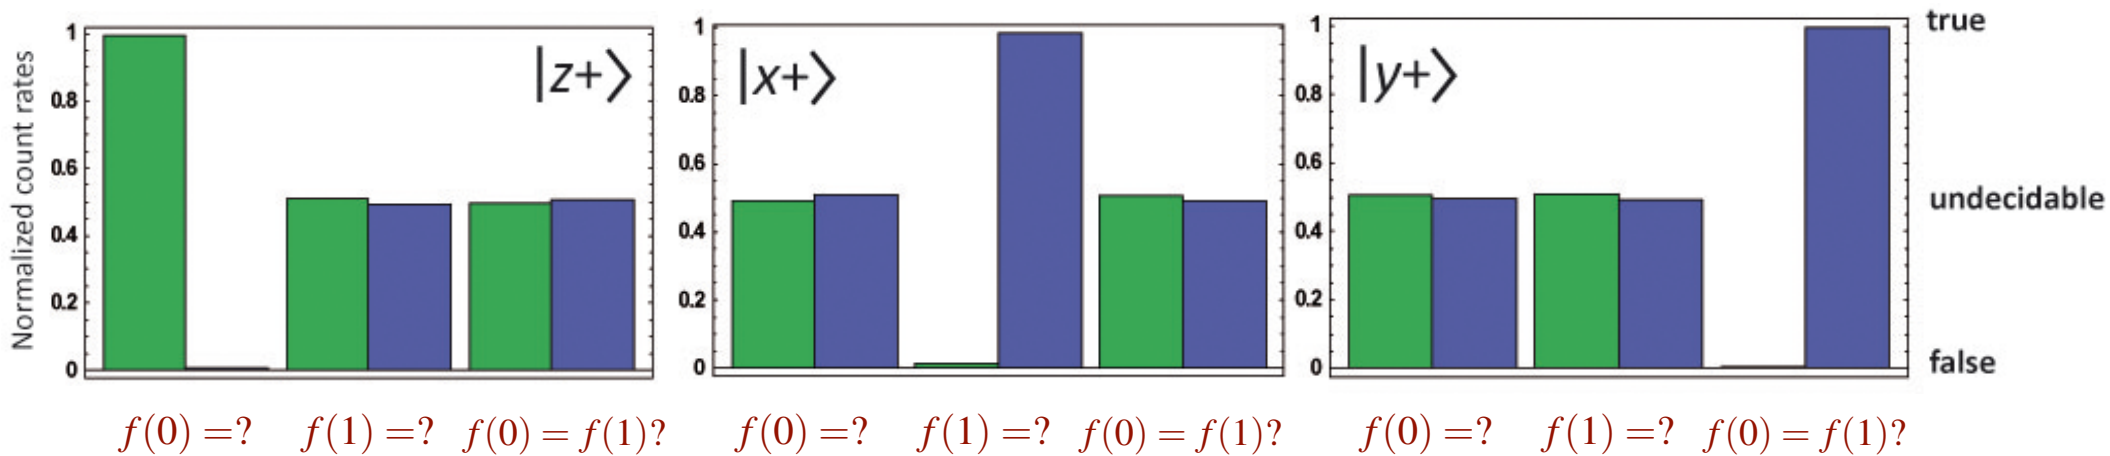 Normalized count rates
1
0.8
0.6
0.4
0.2
0
|z+⟩
f(0) =? f(1) =? f(0) = f(1)?
1
0.8
0.6
0.4
0.2
0
|x+⟩
f(0) =? f(1) =? f(0) = f(1)?
1
0.8
0.6
0.4
0.2
0
|y+⟩
f(0) =? f(1) =? f(0) = f(1)?
true
undecidable
false